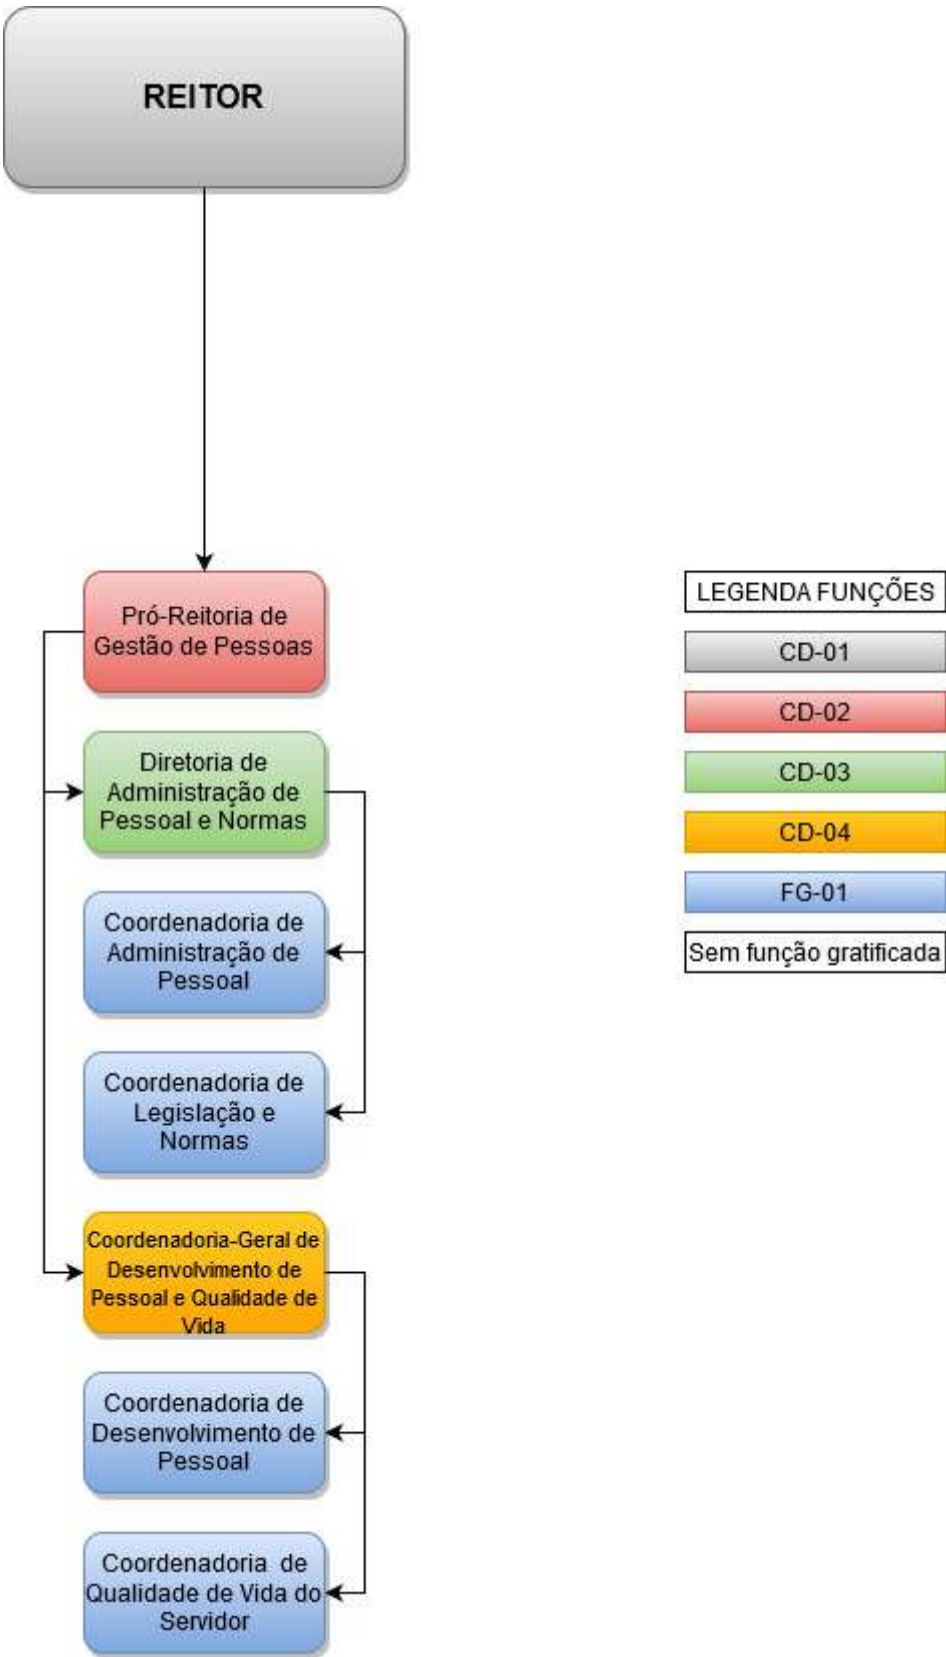 REITOR
Pró-Reitoria de
Gestão de Pessoas
Diretoria de
Administração de
Pessoal e Normas
Coordenadoria de
Administração de
Pessoal
Coordenadoria de
Legislação e
Normas
Coordenadoria-Geral de
Desenvolvimento de
Pessoal e Qualidade de
Vida
Coordenadoria de
Desenvolvimento de
Pessoal
Coordenadoria de
Qualidade de Vida do
Servidor
LEGENDA FUNÇÕES
CD-01
CD-02
CD-03
CD-04
FG-01
Sem função gratificada